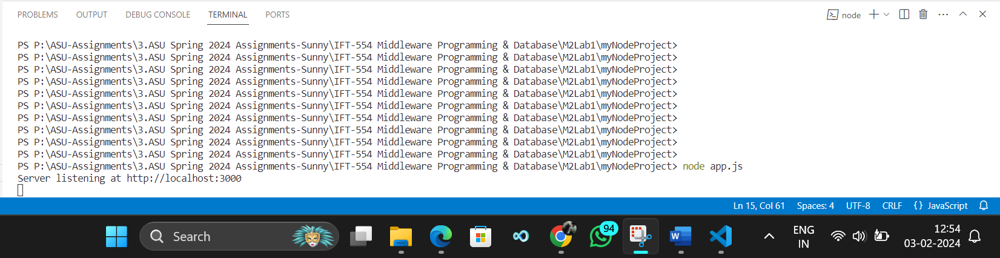 PROBLEMS OUTPUT DEBUG CONSOLE TERMINAL PORTS node
PS P:\ASU-Assignments\3.ASU Spring 2024 Assignments-Sunny\IFT-554 Middleware Programming & Database\M2Lab1\myNodeProject>
PS P:\ASU-Assignments\3.ASU Spring 2024 Assignments-Sunny\IFT-554 Middleware Programming & Database\M2Lab1\myNodeProject>
PS P:\ASU-Assignments\3.ASU Spring 2024 Assignments-Sunny\IFT-554 Middleware Programming & Database\M2Lab1\myNodeProject>
PS P:\ASU-Assignments\3.ASU Spring 2024 Assignments-Sunny\IFT-554 Middleware Programming & Database\M2Lab1\myNodeProject>
PS P:\ASU-Assignments\3.ASU Spring 2024 Assignments-Sunny\IFT-554 Middleware Programming & Database\M2Lab1\myNodeProject>
PS P:\ASU-Assignments\3.ASU Spring 2024 Assignments-Sunny\IFT-554 Middleware Programming & Database\M2Lab1\myNodeProject>
PS P:\ASU-Assignments\3.ASU Spring 2024 Assignments-Sunny\IFT-554 Middleware Programming & Database\M2Lab1\myNodeProject>
PS P:\ASU-Assignments\3.ASU Spring 2024 Assignments-Sunny\IFT-554 Middleware Programming & Database\M2Lab1\myNodeProject>
PS P:\ASU-Assignments\3.ASU Spring 2024 Assignments-Sunny\IFT-554 Middleware Programming & Database\M2Lab1\myNodeProject>
PS P:\ASU-Assignments\3.ASU Spring 2024 Assignments-Sunny\IFT-554 Middleware Programming & Database\M2Lab1\myNodeProject>
PS P:\ASU-Assignments\3.ASU Spring 2024 Assignments-Sunny\IFT-554 Middleware Programming & Database\M2Lab1\myNodeProject> node app.js
Server listening at http://localhost:3000
Ln 15, Col 61 Spaces: 4 UTF-8 CRLF {} JavaScript
Search 94 ENG 12:54
IN 03-02-2024